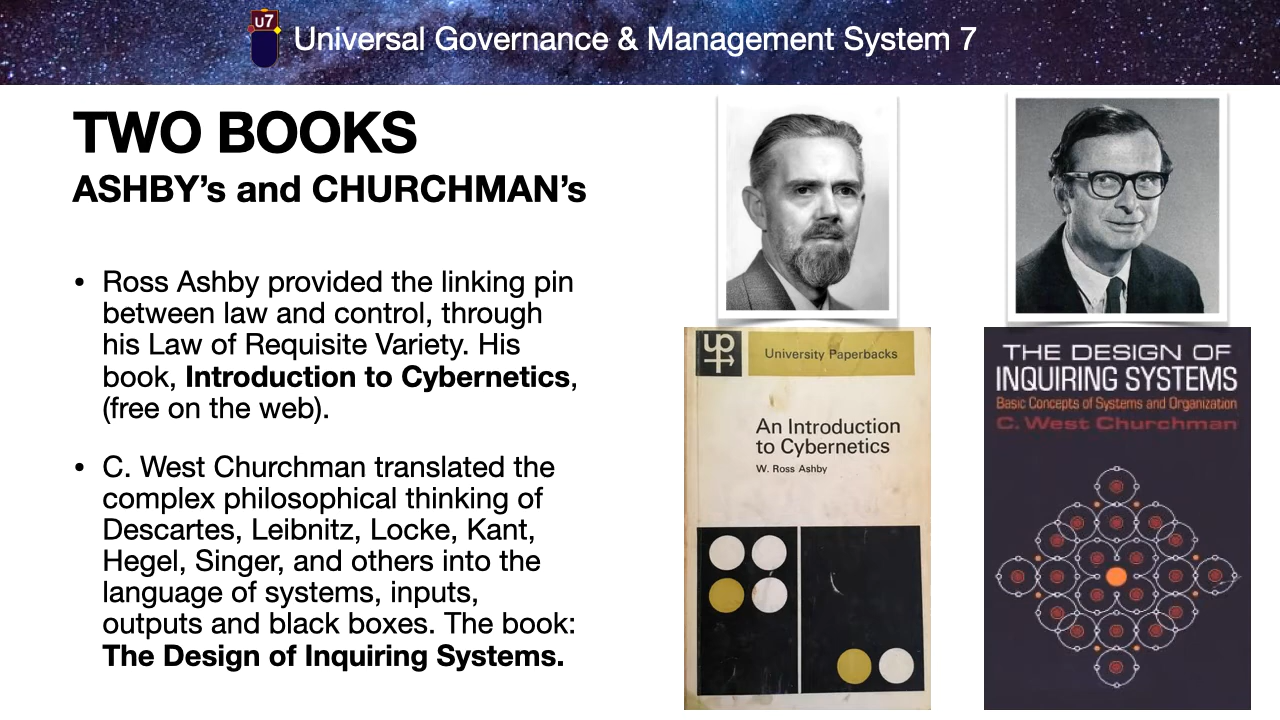 U7
Universal Governance & Management System 7
TWO BOOKS
ASHBY’s and CHURCHMAN’s
• Ross Ashby provided the linking pin
between law and control, through
his Law of Requisite Variety. His
book, Introduction to Cybernetics,
(free on the web).
• C. West Churchman translated the
complex philosophical thinking of
Descartes, Leibnitz, Locke, Kant,
Hegel, Singer, and others into the
language of systems, inputs,
outputs and black boxes. The book:
The Design of Inquiring Systems.
up
University Paperbacks
An Introduction
to Cybernetics
W. Ross Ashby
THE DESIGN OF
INQUIRING SYSTEMS
Basic Concepts of Systems and Organization
C. West Churchman